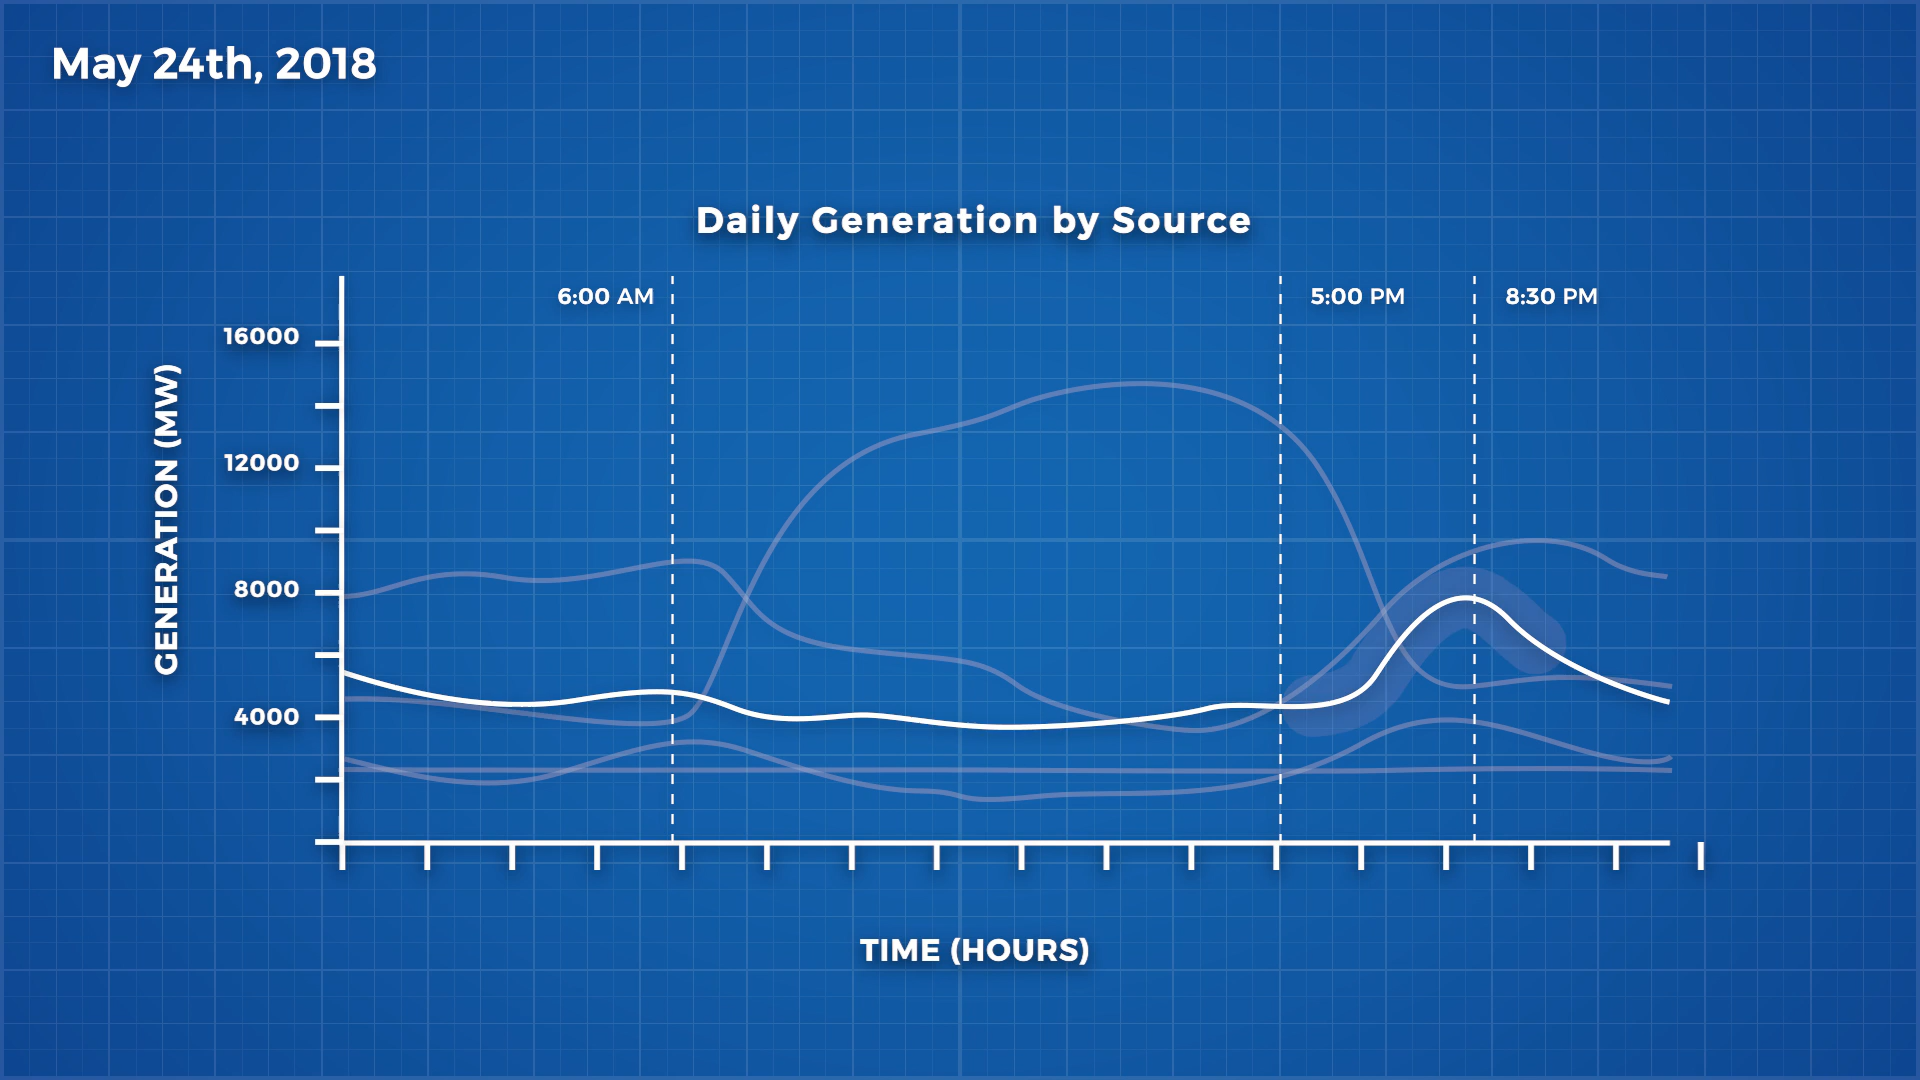 May 24th, 2018
Daily Generation by Source
6:00 AM
5:00 PM
8:30 PM
16000
12000
8000
4000
GENERATION (MW)
TIME (HOURS)